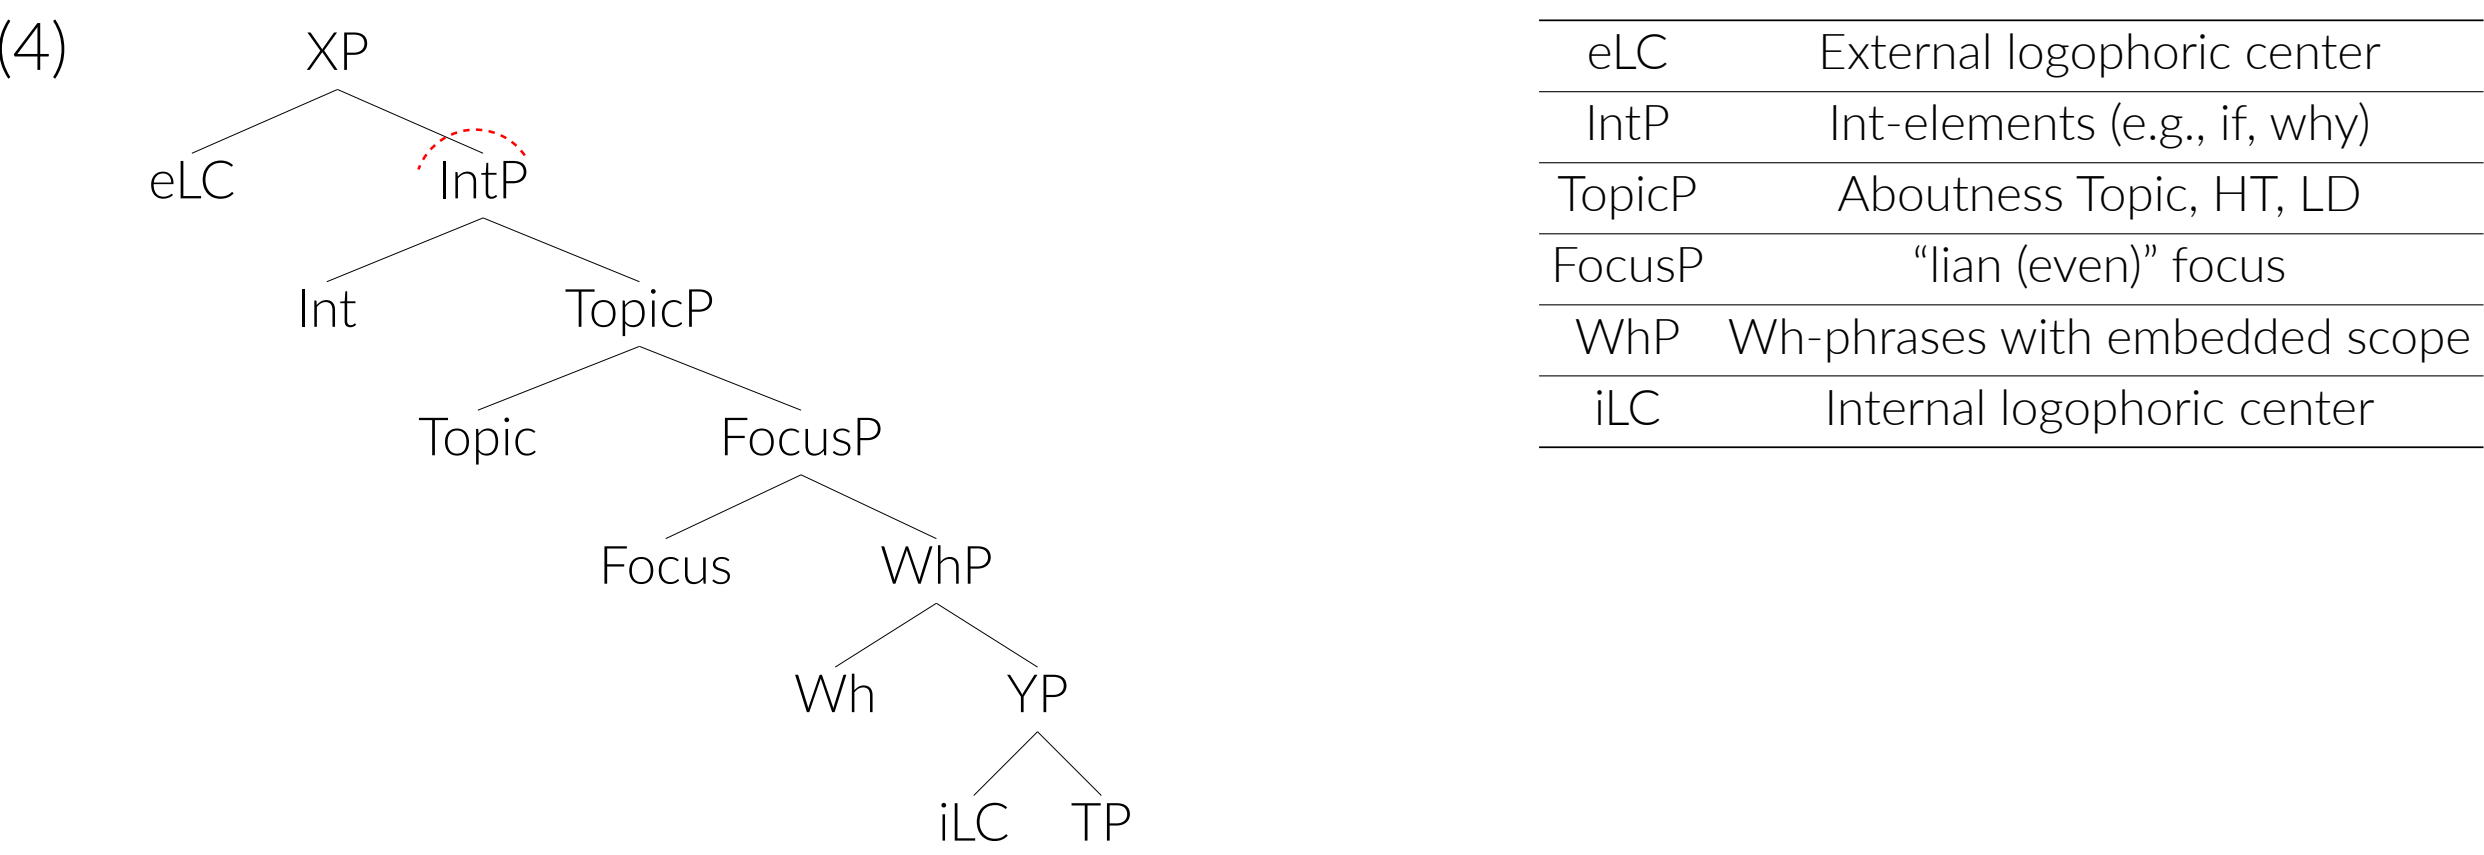 (4)
XP
eLC IntP
Int TopicP
Topic FocusP
Focus WhP
Wh YP
iLC TP
eLC External logophoric center
IntP Int-elements (e.g., if, why)
TopicP Aboutness Topic, HT, LD
FocusP “lian (even)” focus
WhP Wh-phrases with embedded scope
iLC Internal logophoric center